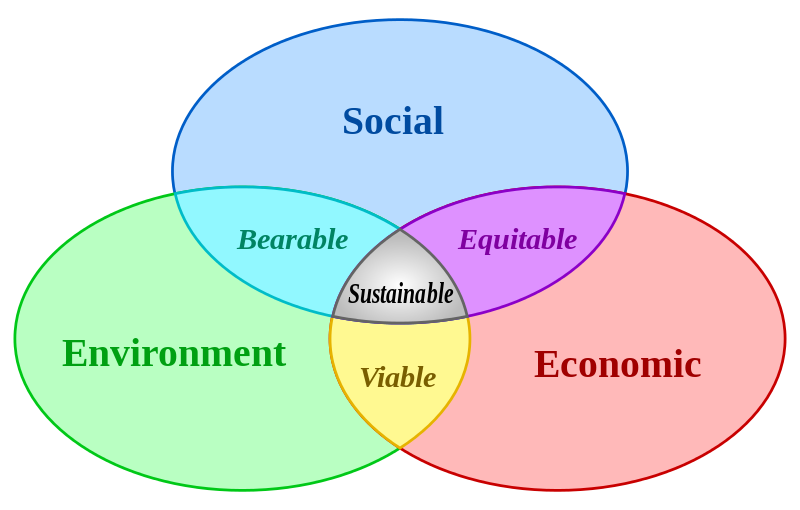 Social
Bearable
Equitable
Sustainable
Environment
Economic
Viable